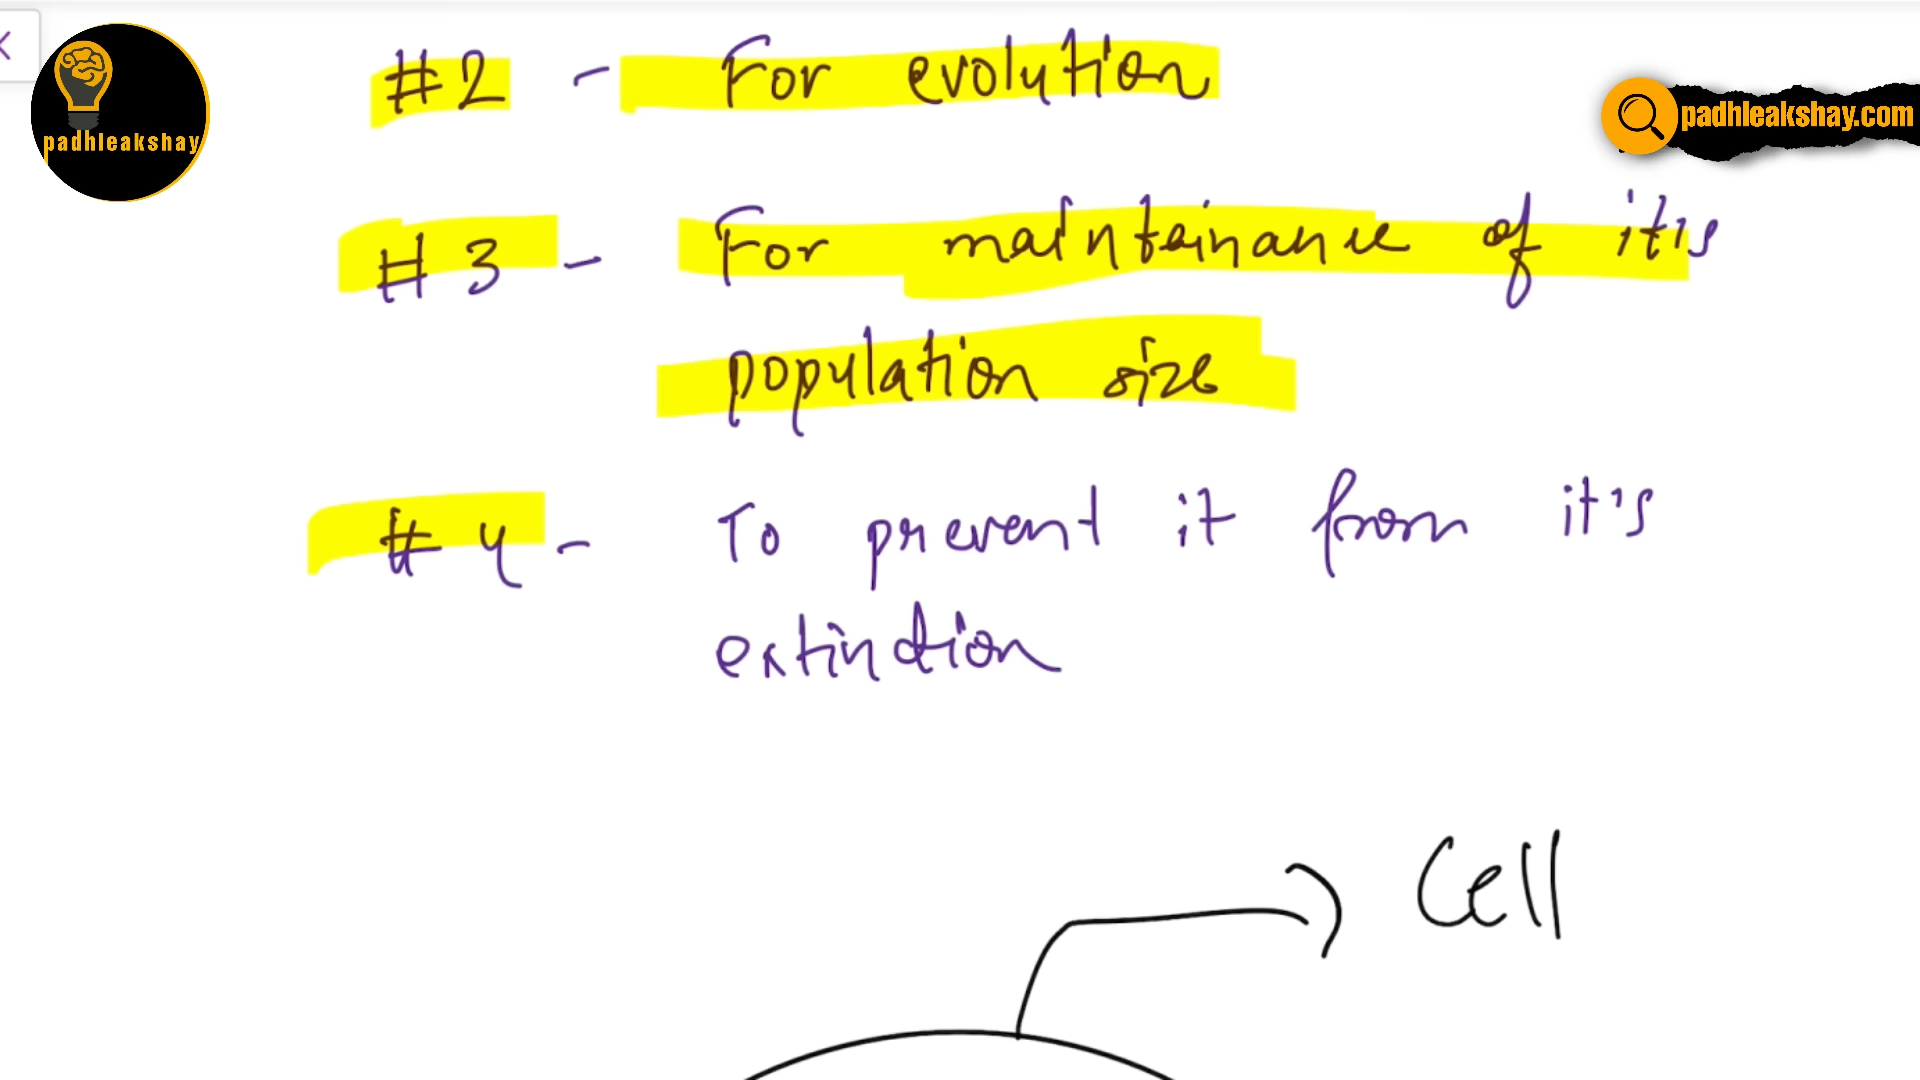 #2 - For evolution
padhleakshay
padhleakshay.com
#3 - For maintainance of it's
population size
#4 - To prevent it from it's
extinction
Cell